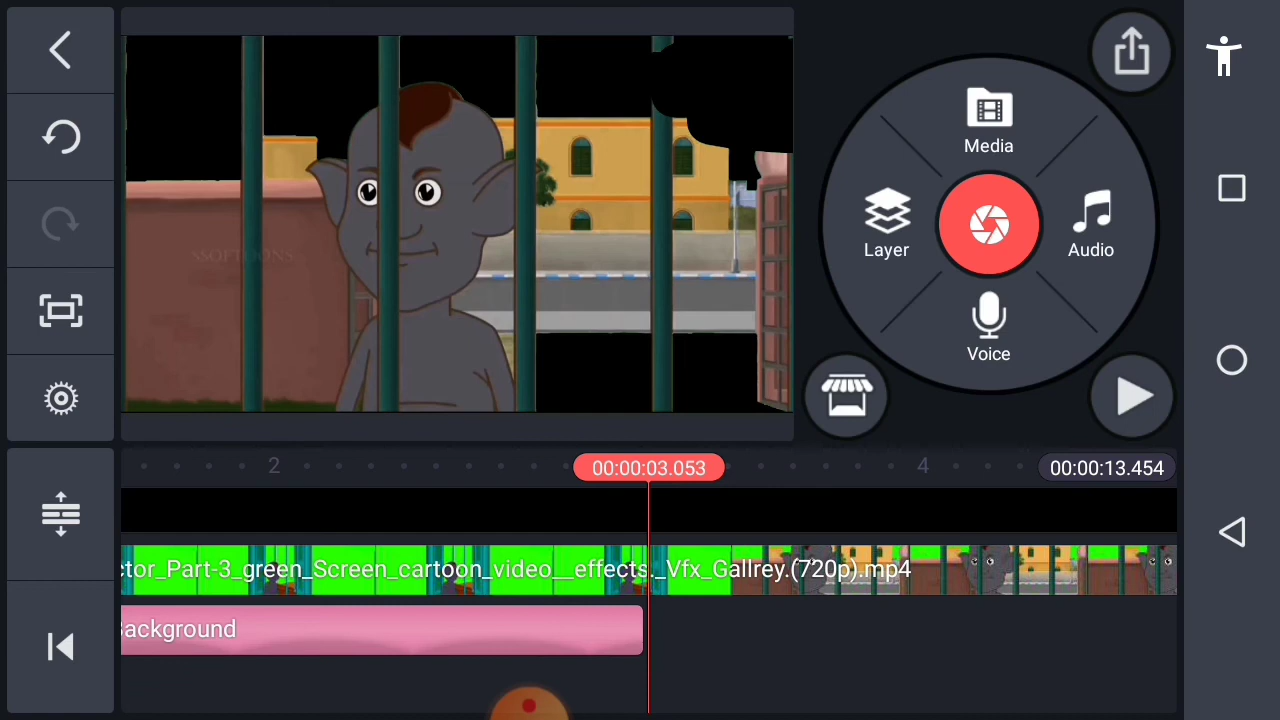 SSOFTOONS
Media
Layer
Audio
Voice
2
00:00:03.053
4
00:00:13.454
ctor_Part-3_green_Screen_cartoon_video__effects._Vfx_Gallrey.(720p).mp4
Background